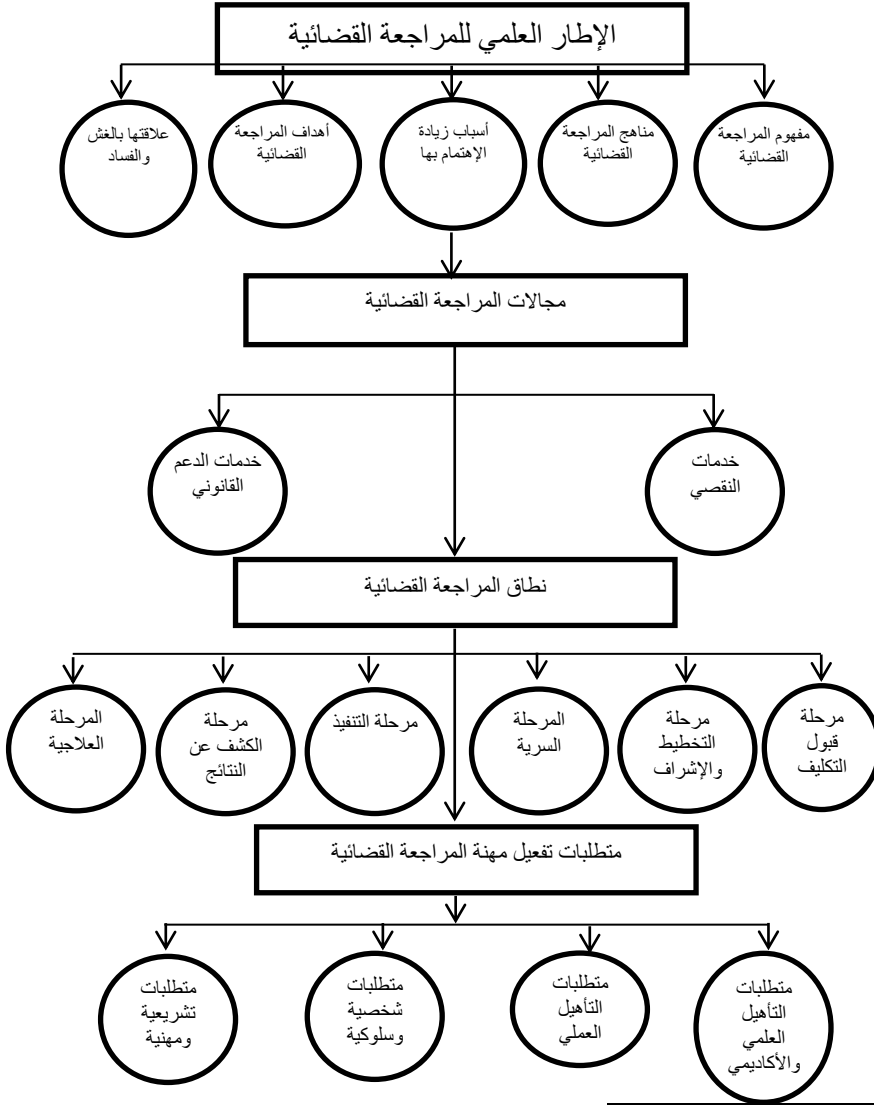 الإطار العلمي للمراجعة القضائية
مفهوم المراجعة
القضائية
مناهج المراجعة
القضائية
أسباب زيادة
الإهتمام بها
أهداف المراجعة
القضائية
علاقتها بالغش
والفساد
مجالات المراجعة القضائية
خدمات
النقصي
خدمات الدعم
القانوني
نطاق المراجعة القضائية
مرحلة
قبول
التكليف
مرحلة
التخطيط
والإشراف
المرحلة
السرية
مرحلة التنفيذ
مرحلة
الكشف عن
النتائج
المرحلة
العلاجية
متطلبات تفعيل مهنة المراجعة القضائية
متطلبات
التأهيل
العلمي
والأكاديمي
متطلبات
التأهيل
العملي
متطلبات
شخصية
وسلوكية
متطلبات
تشريعية
ومهنية